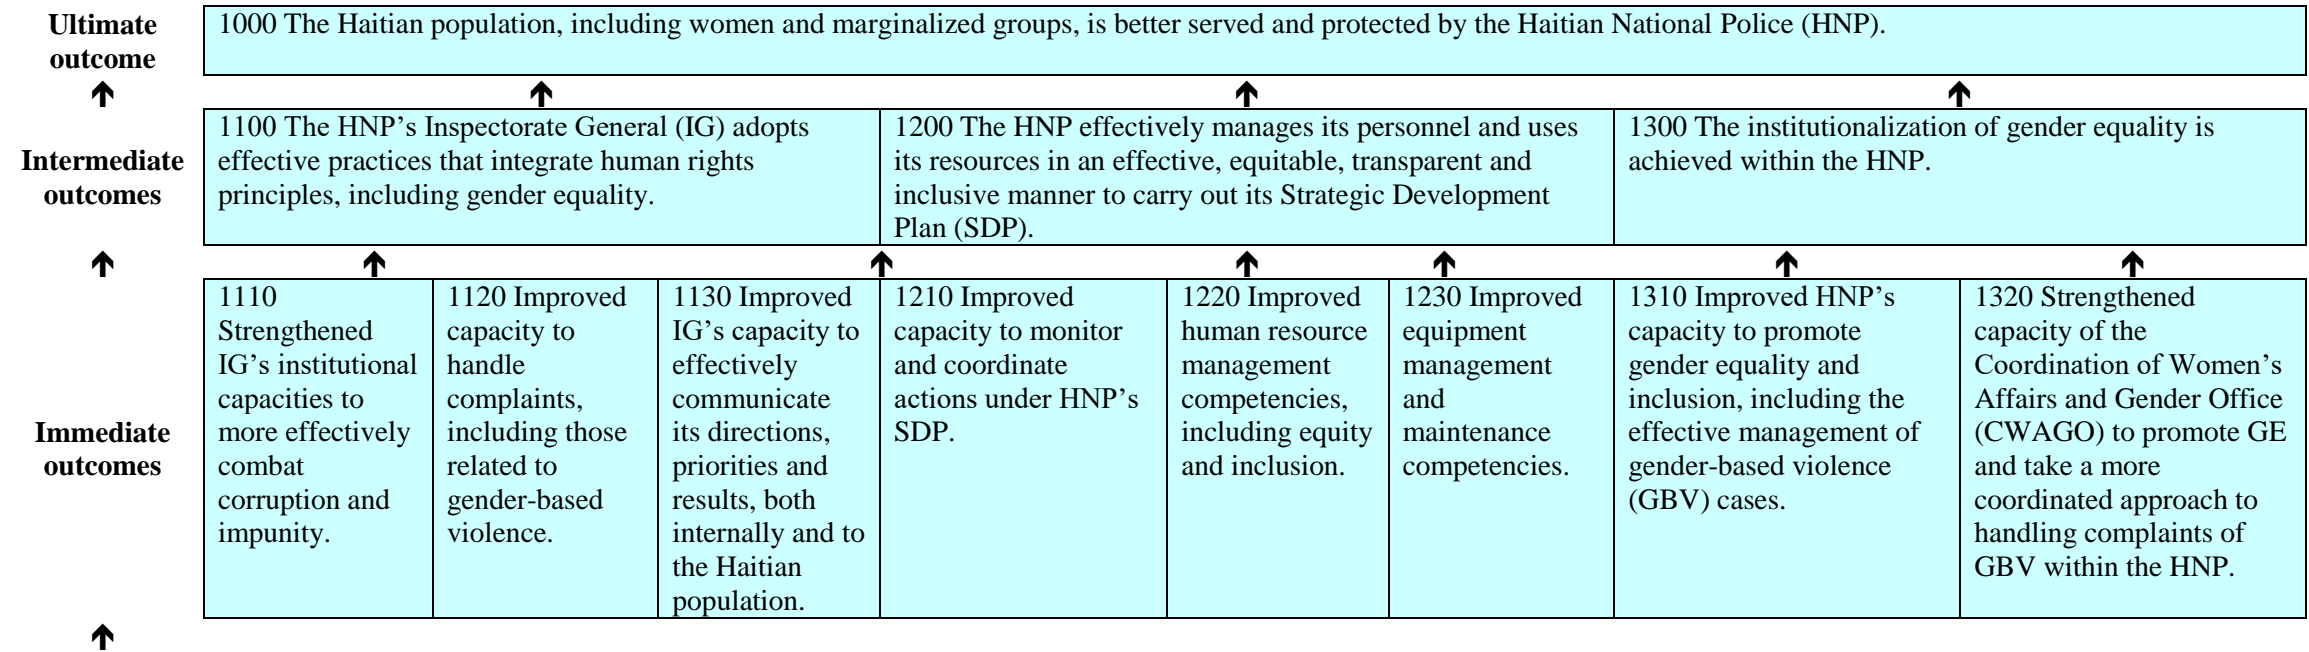 Ultimate
outcome
1000 The Haitian population, including women and marginalized groups, is better served and protected by the Haitian National Police (HNP).
Intermediate
outcomes
1100 The HNP’s Inspectorate General (IG) adopts
effective practices that integrate human rights
principles, including gender equality.
1200 The HNP effectively manages its personnel and uses
its resources in an effective, equitable, transparent and
inclusive manner to carry out its Strategic Development
Plan (SDP).
1300 The institutionalization of gender equality is
achieved within the HNP.
Immediate
outcomes
1110
Strengthened
IG’s institutional
capacities to
more effectively
combat
corruption and
impunity.
1120 Improved
capacity to
handle
complaints,
including those
related to
gender-based
violence.
1130 Improved
IG’s capacity to
effectively
communicate
its directions,
priorities and
results, both
internally and to
the Haitian
population.
1210 Improved
capacity to monitor
and coordinate
actions under HNP’s
SDP.
1220 Improved
human resource
management
competencies,
including equity
and inclusion.
1230 Improved
equipment
management
and
maintenance
competencies.
1310 Improved HNP’s
capacity to promote
gender equality and
inclusion, including the
effective management of
gender-based violence
(GBV) cases.
1320 Strengthened
capacity of the
Coordination of Women’s
Affairs and Gender Office
(CWAGO) to promote GE
and take a more
coordinated approach to
handling complaints of
GBV within the HNP.